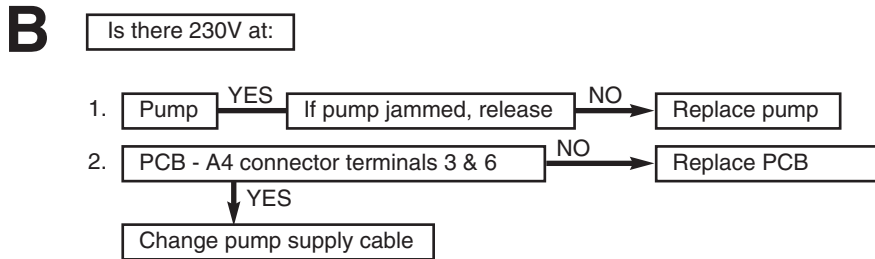 B
Is there 230V at:
1. Pump YES If pump jammed, release NO Replace pump
2. PCB - A4 connector terminals 3 & 6 NO Replace PCB
YES
Change pump supply cable